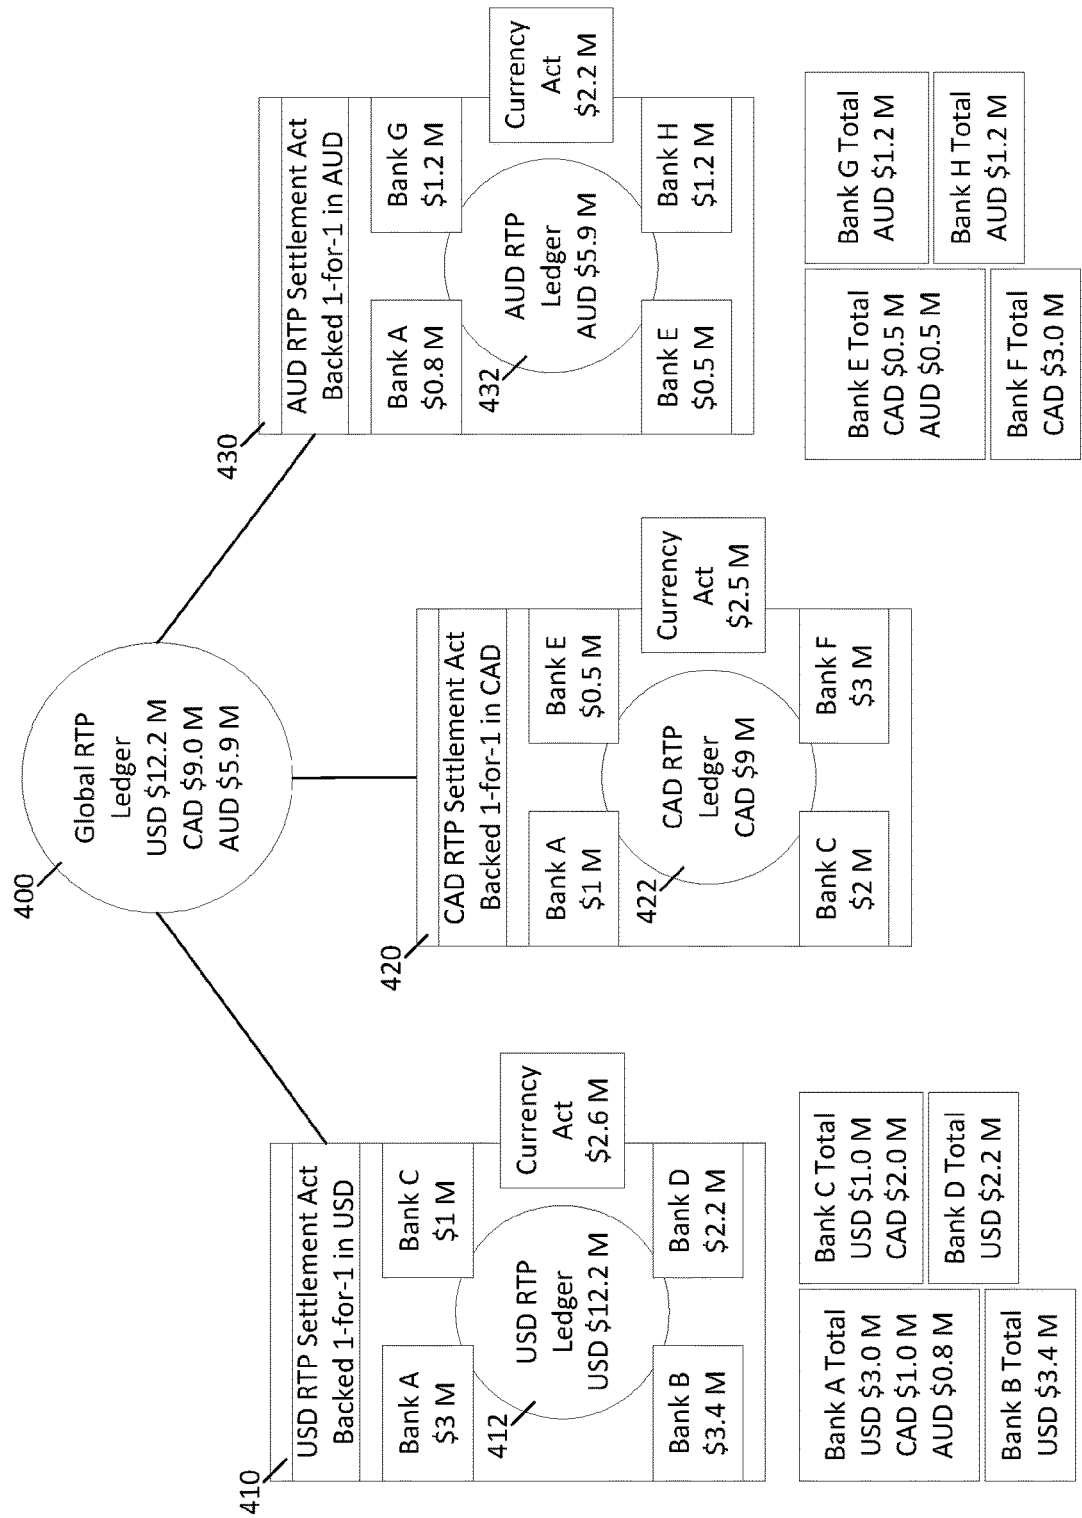 400
Global RTP
Ledger
USD $12.2 M
CAD $9.0 M
AUD $5.9 M
410
USD RTP Settlement Act
Backed 1-for-1 in USD
Bank A
$3 M
Bank C
$1 M
412
USD RTP
Ledger
USD $12.2 M
Currency
Act
$2.6 M
Bank B
$3.4 M
Bank D
$2.2 M
420
CAD RTP Settlement Act
Backed 1-for-1 in CAD
Bank A
$1 M
Bank E
$0.5 M
422
CAD RTP
Ledger
CAD $9 M
Currency
Act
$2.5 M
Bank C
$2 M
Bank F
$3 M
430
AUD RTP Settlement Act
Backed 1-for-1 in AUD
Bank A
$0.8 M
Bank G
$1.2 M
432
AUD RTP
Ledger
AUD $5.9 M
Currency
Act
$2.2 M
Bank E
$0.5 M
Bank H
$1.2 M
Bank A Total
USD $3.0 M
CAD $1.0 M
AUD $0.8 M
Bank C Total
USD $1.0 M
CAD $2.0 M
Bank B Total
USD $3.4 M
Bank D Total
USD $2.2 M
Bank E Total
CAD $0.5 M
AUD $0.5 M
Bank G Total
AUD $1.2 M
Bank F Total
CAD $3.0 M
Bank H Total
AUD $1.2 M